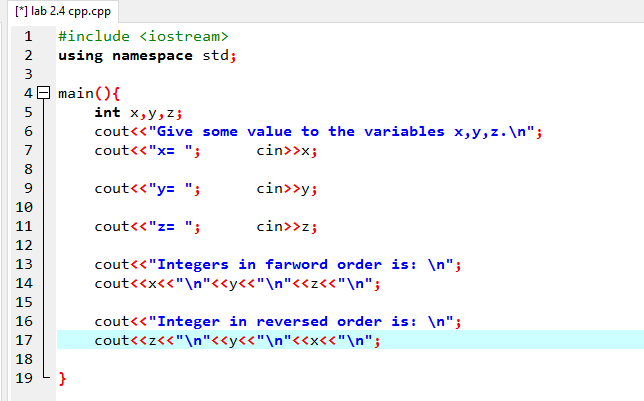 [*] lab 2.4 cpp.cpp
1 #include <iostream>
2 using namespace std;
3
4 main(){
5 int x,y,z;
6 cout<<"Give some value to the variables x,y,z.\n";
7 cout<<"x= "; cin>>x;
8
9 cout<<"y= "; cin>>y;
10
11 cout<<"z= "; cin>>z;
12
13 cout<<"Integers in farword order is: \n";
14 cout<<x<<"\n"<<y<<"\n"<<z<<"\n";
15
16 cout<<"Integer in reversed order is: \n";
17 cout<<z<<"\n"<<y<<"\n"<<x<<"\n";
18
19 }